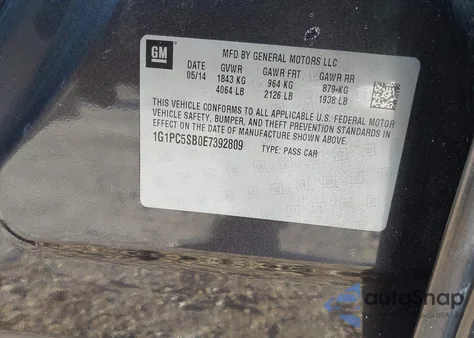 GM
MFD BY GENERAL MOTORS LLC
05/14 GVWR GAWR FRT GAWR RR
1843 KG 964 KG 879 KG
4064 LB 2126 LB 1938 LB
THIS VEHICLE CONFORMS TO ALL APPLICABLE U.S. FEDERAL MOTOR
VEHICLE SAFETY, BUMPER, AND THEFT PREVENTION STANDARDS IN
EFFECT ON THE DATE OF MANUFACTURE SHOWN ABOVE.
1G1PC5SB0E7392809 TYPE: PASS CAR
autoSnap